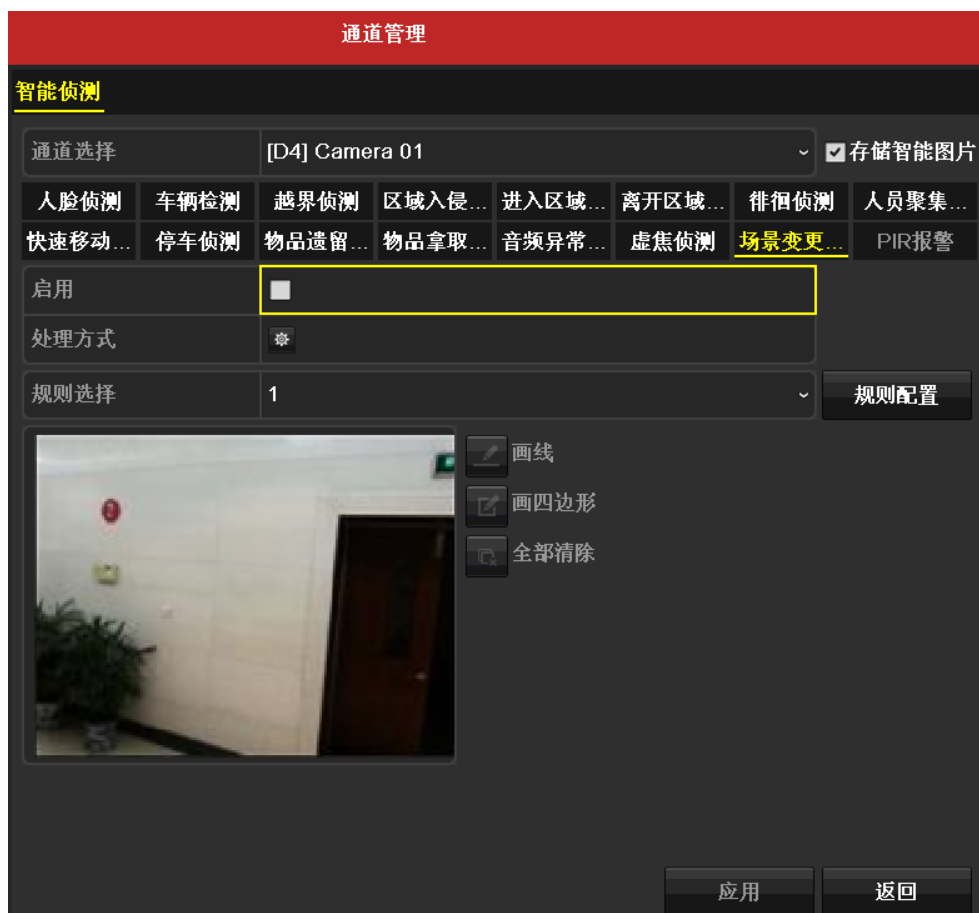 通道管理
智能侦测
通道选择 [D4] Camera 01 存储智能图片
人脸侦测 车辆检测 越界侦测 区域入侵... 进入区域... 离开区域... 徘徊侦测 人员聚集...
快速移动... 停车侦测 物品遗留... 物品拿取... 音频异常... 虚焦侦测 场景变更... PIR报警
启用
处理方式
规则选择 1 规则配置
画线
画四边形
全部清除
应用 返回